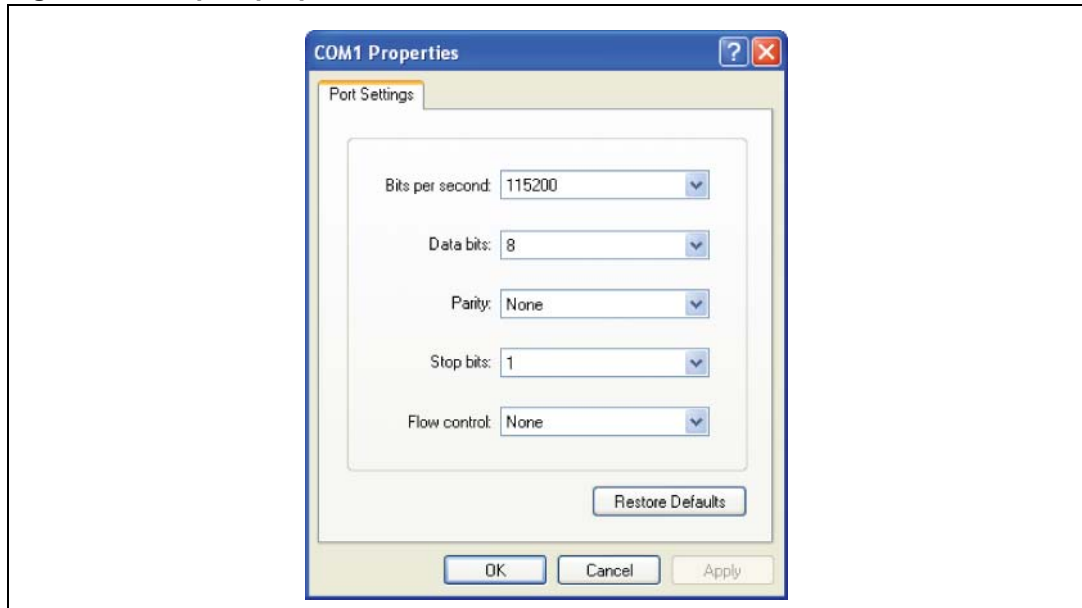 COM1 Properties
Port Settings
Bits per second: 115200
Data bits: 8
Parity: None
Stop bits: 1
Flow control: None
Restore Defaults
OK Cancel Apply